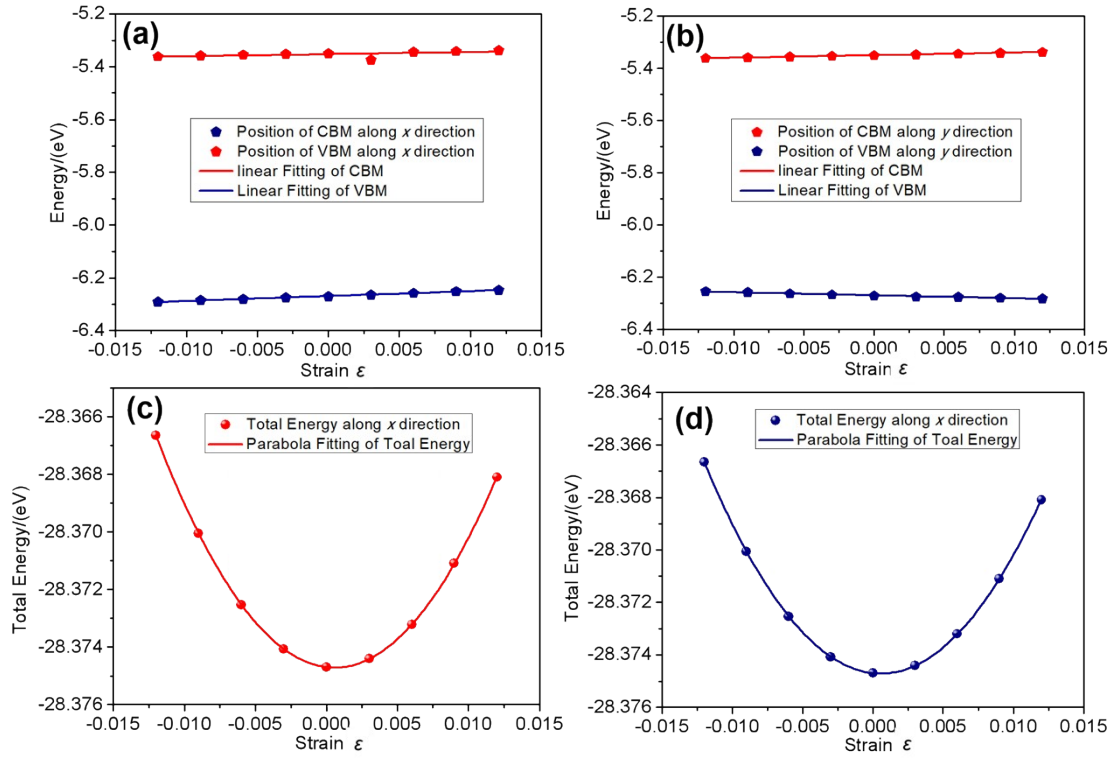 (a)
-5.2
-5.4
-5.6
-5.8
-6.0
-6.2
-6.4
Energy/(eV)
Position of CBM along x direction
Position of VBM along x direction
linear Fitting of CBM
Linear Fitting of VBM
-0.015 -0.010 -0.005 0.000 0.005 0.010 0.015
Strain ε
(b)
-5.2
-5.4
-5.6
-5.8
-6.0
-6.2
-6.4
Energy/(eV)
Position of CBM along y direction
Position of VBM along y direction
linear Fitting of CBM
Linear Fitting of VBM
-0.015 -0.010 -0.005 0.000 0.005 0.010 0.015
Strain ε
(c)
-28.366
-28.368
-28.370
-28.372
-28.374
-28.376
Total Energy/(eV)
Total Energy along x direction
Parabola Fitting of Toal Energy
-0.015 -0.010 -0.005 0.000 0.005 0.010 0.015
Strain ε
(d)
-28.364
-28.366
-28.368
-28.370
-28.372
-28.374
-28.376
Total Energy/(eV)
Total Energy along x direction
Parabola Fitting of Toal Energy
-0.015 -0.010 -0.005 0.000 0.005 0.010 0.015
Strain ε